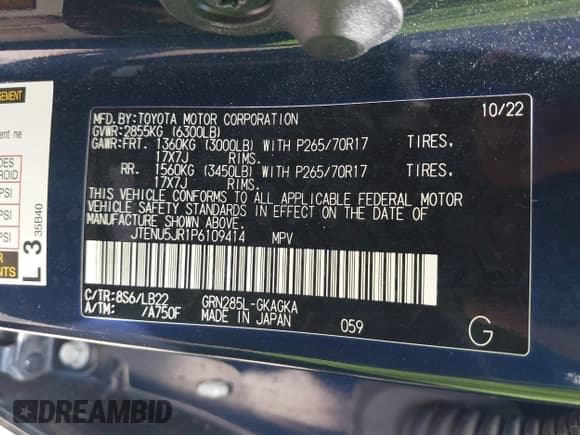 MFD.BY:TOYOTA MOTOR CORPORATION 10/22
GVWR:2855KG (6300LB)
GAWR:FRT. 1360KG (3000LB) WITH P265/70R17 TIRES.
17X7J RIMS.
RR. 1560KG (3450LB) WITH P265/70R17 TIRES.
17X7J RIMS.
THIS VEHICLE CONFORMS TO ALL APPLICABLE FEDERAL MOTOR
VEHICLE SAFETY STANDARDS IN EFFECT ON THE DATE OF
MANUFACTURE SHOWN ABOVE.
JTENU5JR1P6109414 MPV
C/TR:8S6/LB22 GRN285L-GKAGKA
A/TM: /A750F MADE IN JAPAN 059 G
L 3 35B40
PSI
PSI
DREAMBID